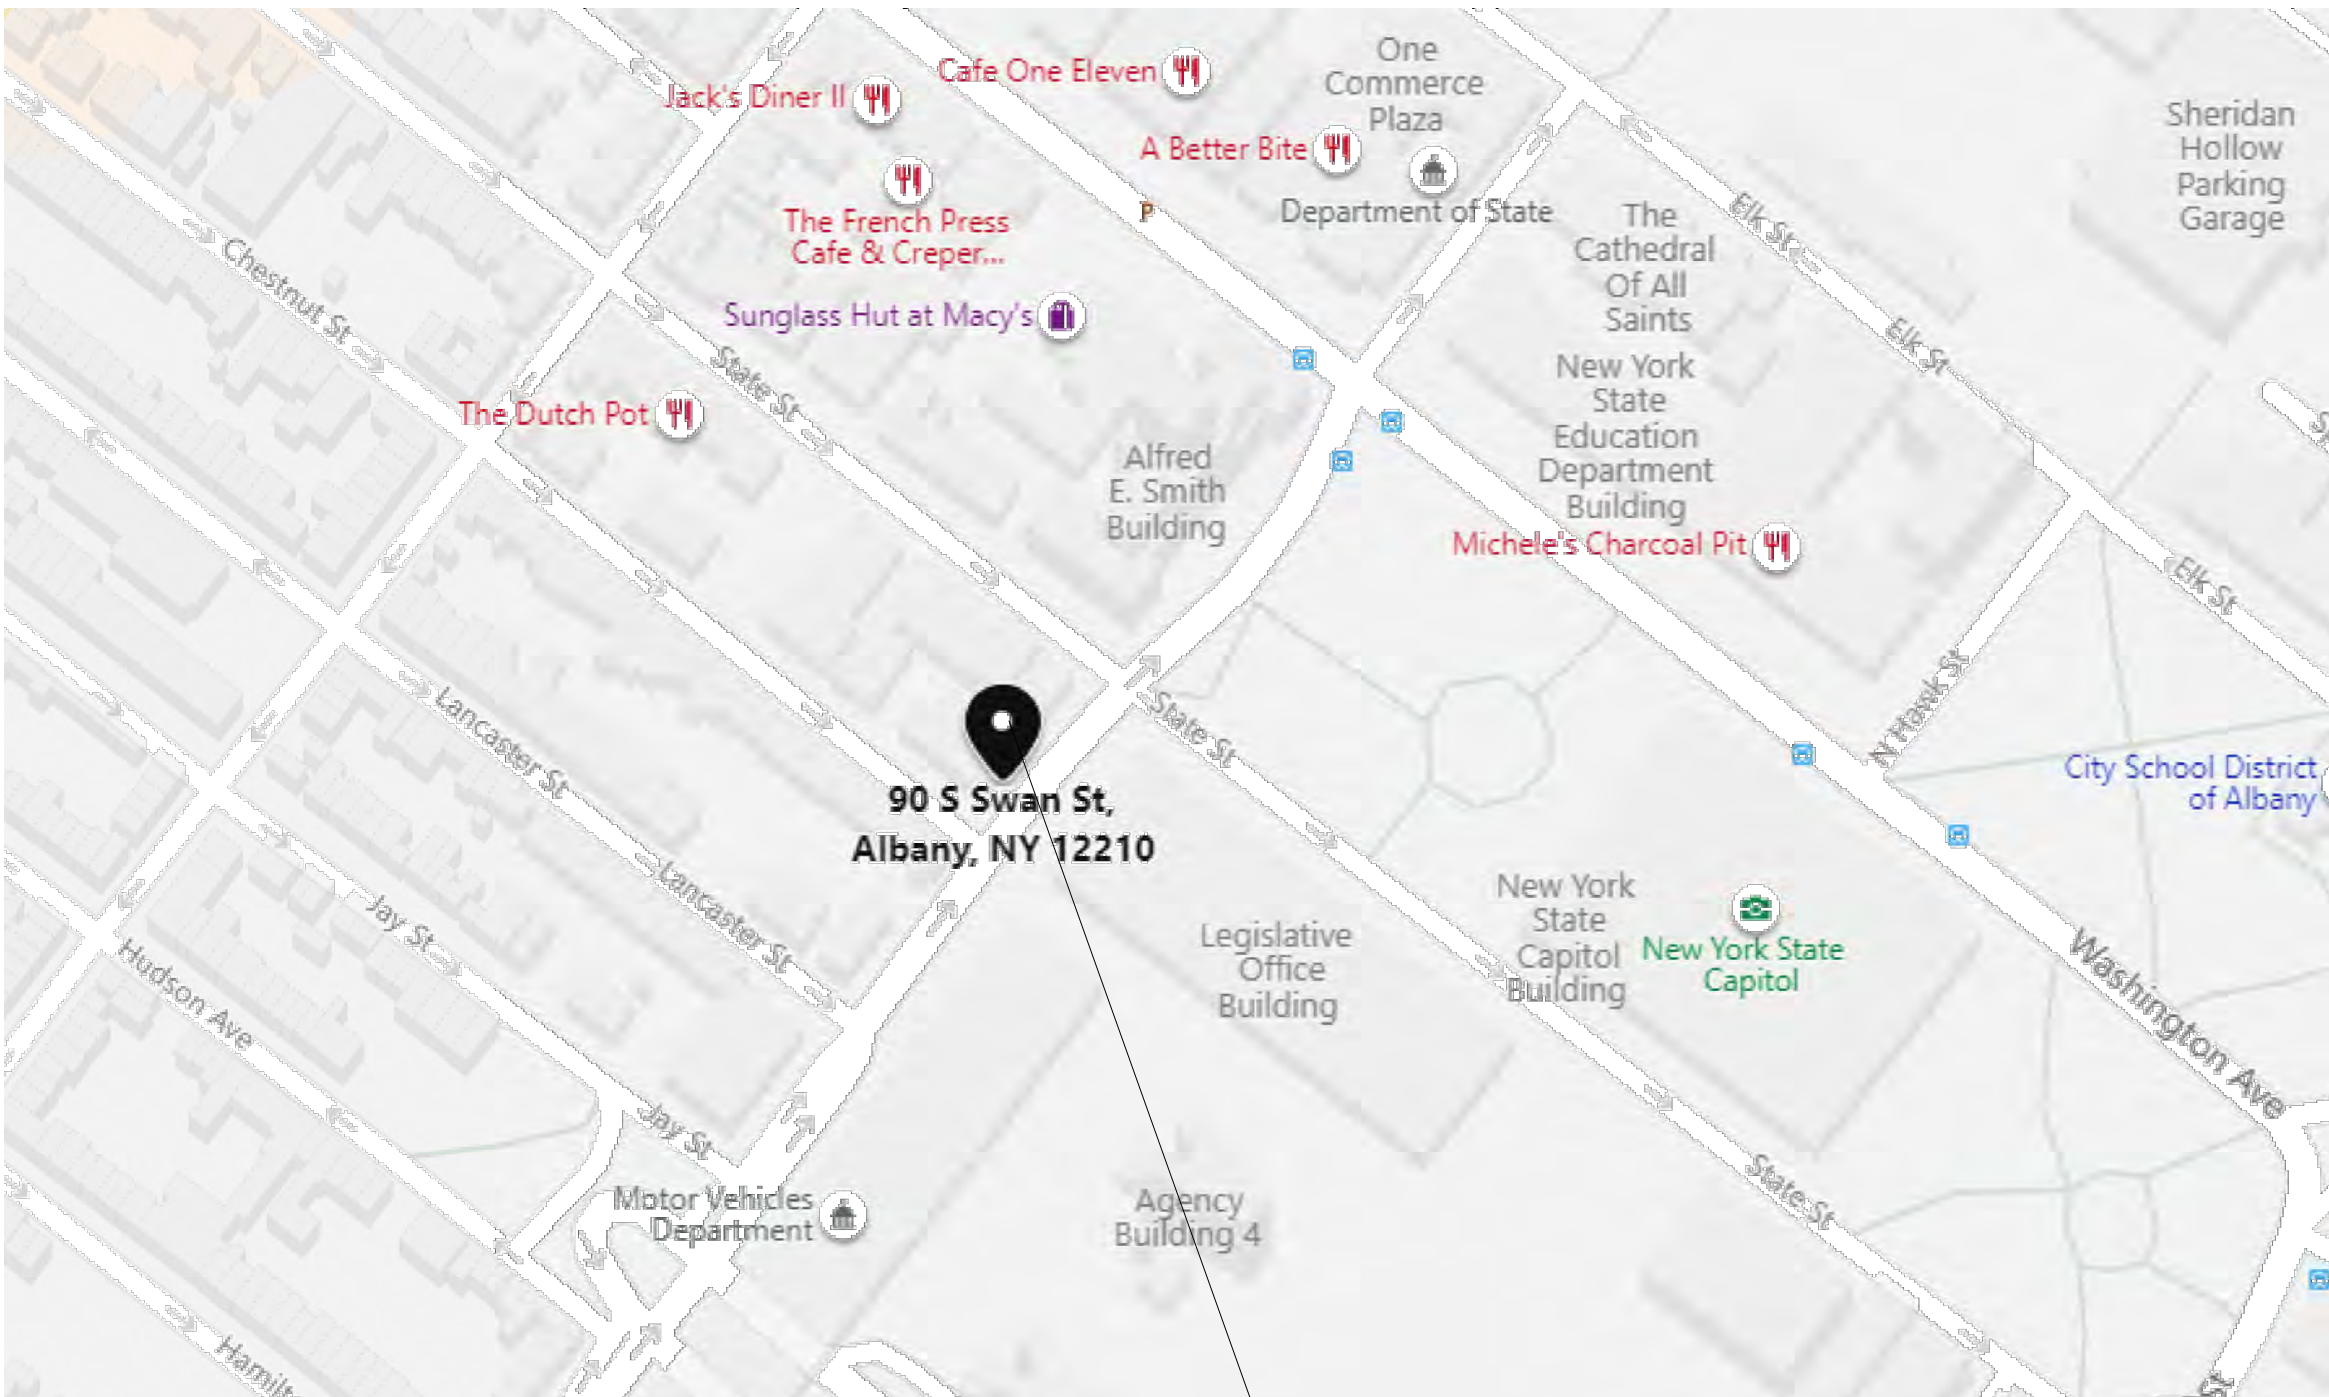 One
Commerce
Plaza
Cafe One Eleven
Jack's Diner II
A Better Bite
Department of State
Sheridan
Hollow
Parking
Garage
The French Press
Cafe & Creper...
P
The
Cathedral
Of All
Saints
Elk St
Elk St
Elk St
Chestnut St
Sunglass Hut at Macy's
State St
The Dutch Pot
New York
State
Education
Department
Building
Alfred
E. Smith
Building
Michele's Charcoal Pit
N Hawk St
State St
Lancaster St
Lancaster St
90 S Swan St,
Albany, NY 12210
City School District
of Albany
New York
State
Capitol
Building
New York State
Capitol
Legislative
Office
Building
Washington Ave
Jay St
Jay St
Hudson Ave
Motor Vehicles
Department
Agency
Building 4
State St